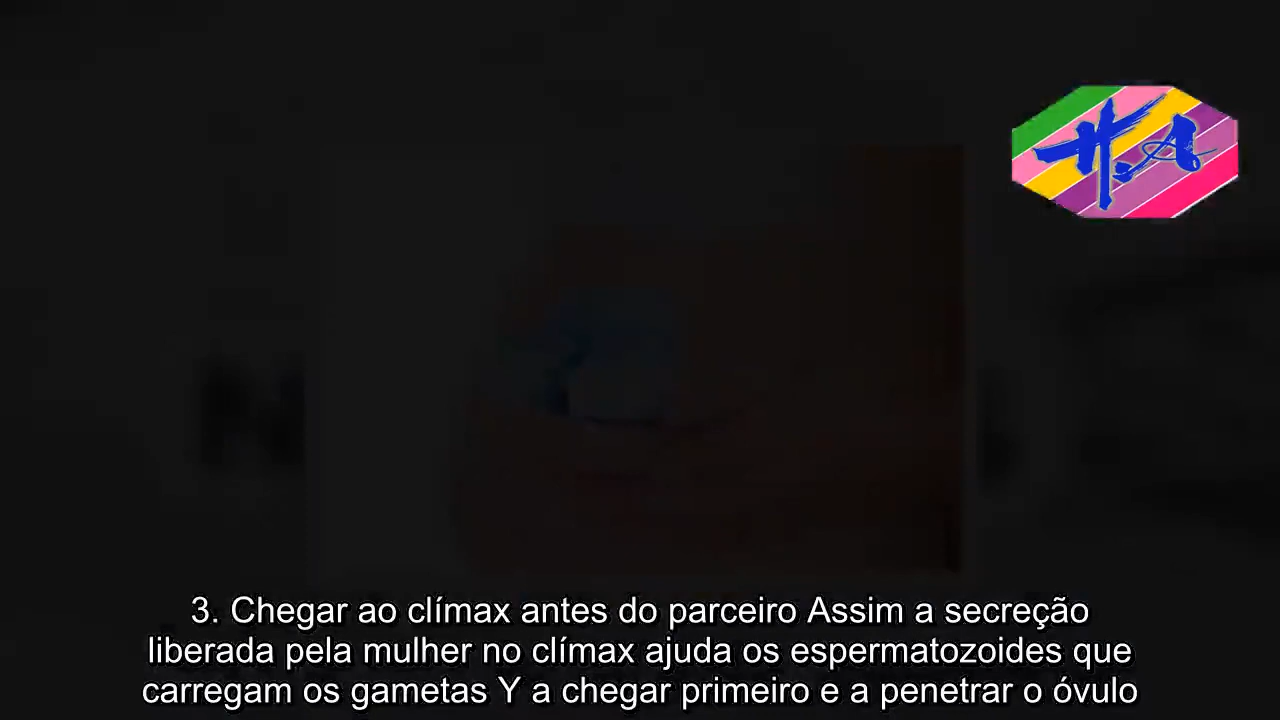 H.A
3. Chegar ao clímax antes do parceiro Assim a secreção
liberada pela mulher no clímax ajuda os espermatozoides que
carregam os gametas Y a chegar primeiro e a penetrar o óvulo